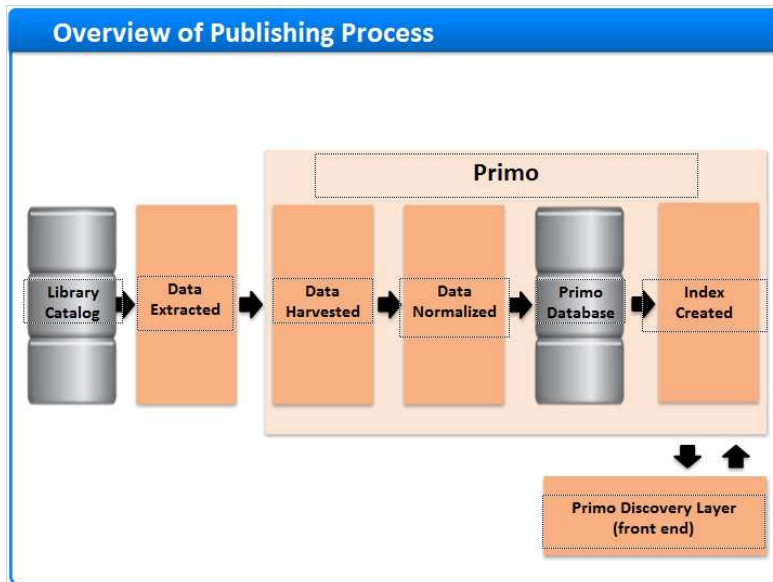 Overview of Publishing Process
Primo
Library
Catalog
Data
Extracted
Data
Harvested
Data
Normalized
Primo
Database
Index
Created
Primo Discovery Layer
(front end)